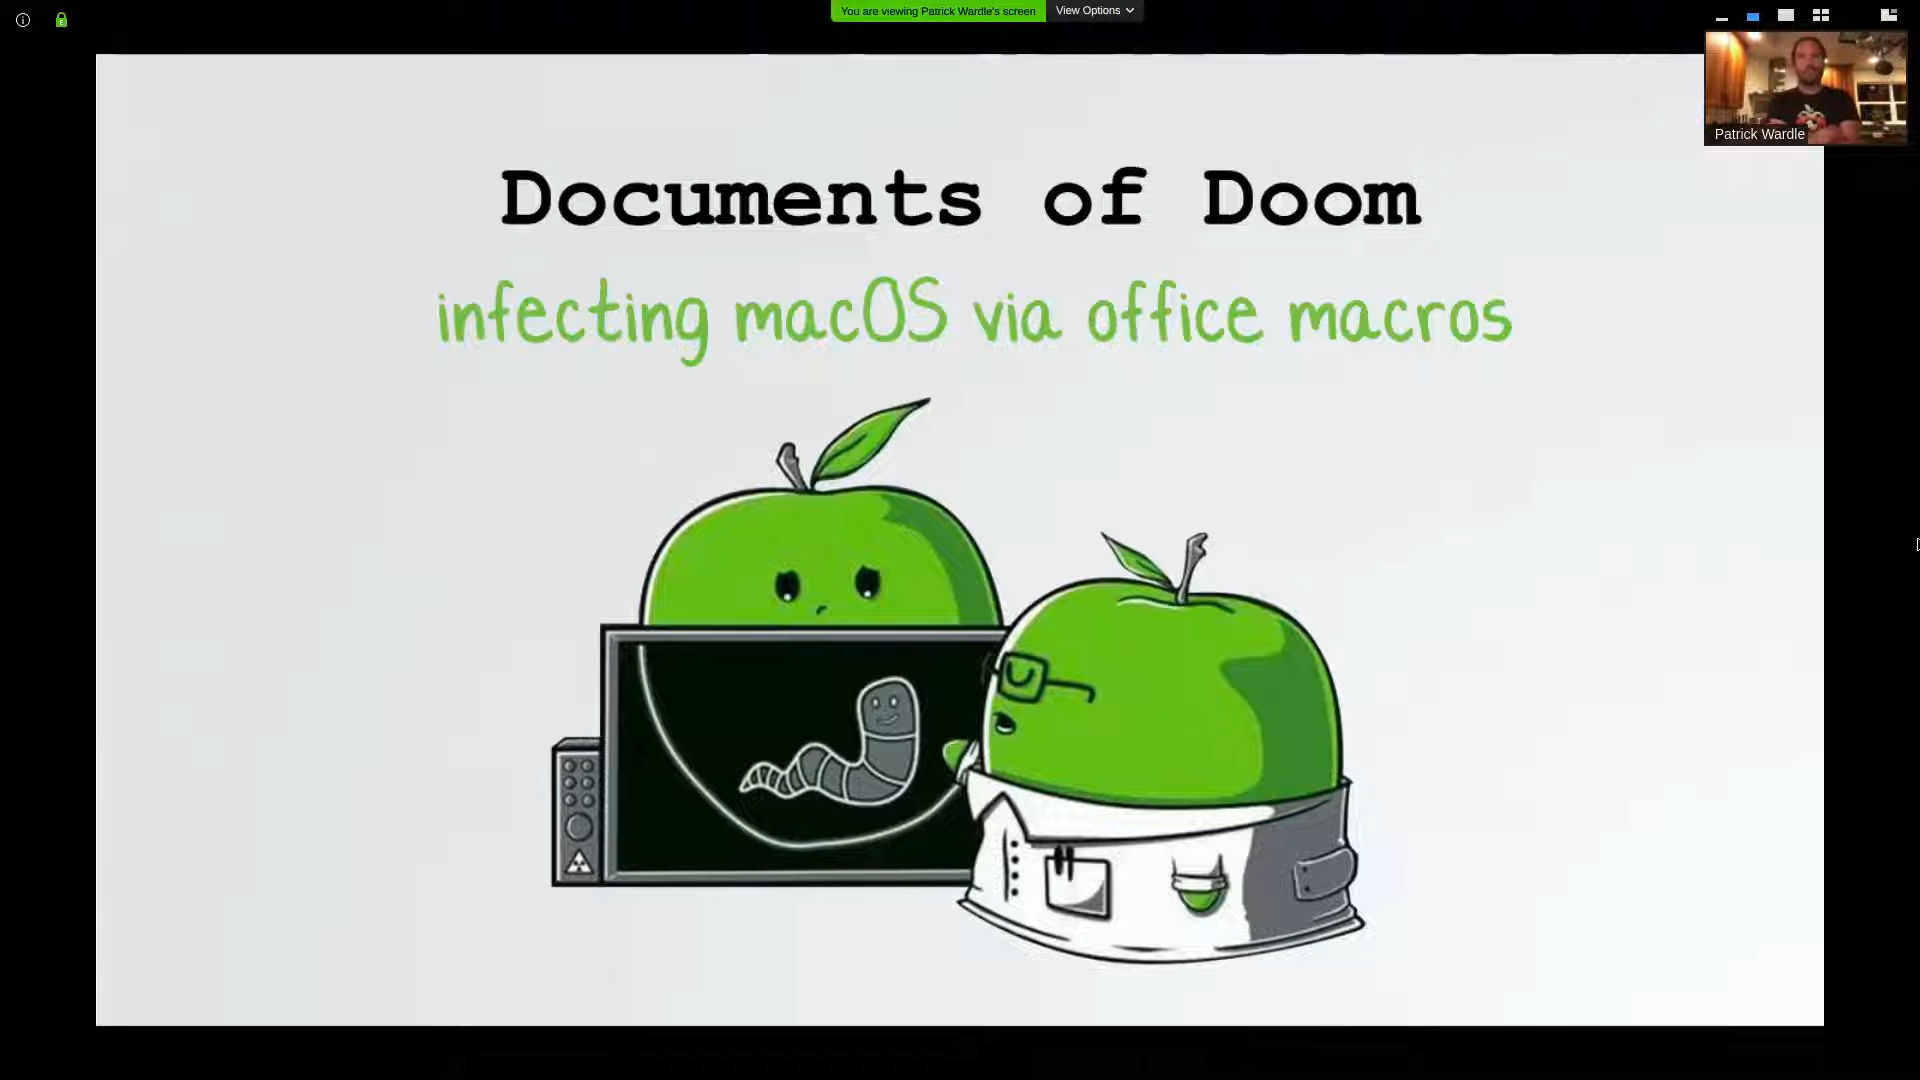 You are viewing Patrick Wardle's screen
View Options
Patrick Wardle
Documents of Doom
infecting macOS via office macros